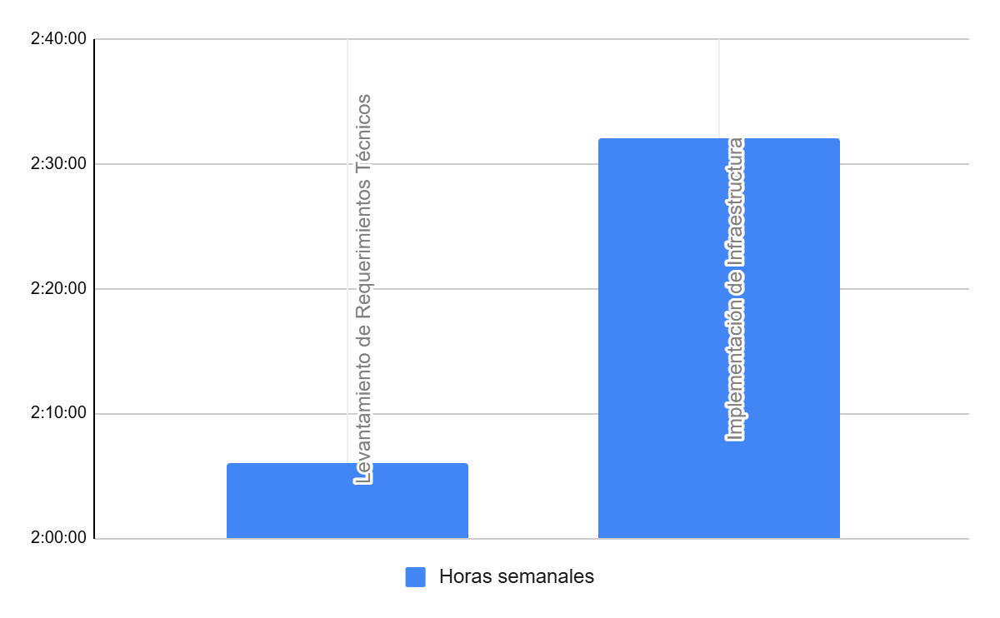 2:40:00
2:30:00
2:20:00
2:10:00
2:00:00
Levantamiento de Requerimientos Técnicos
Implementación de Infraestructura
Horas semanales